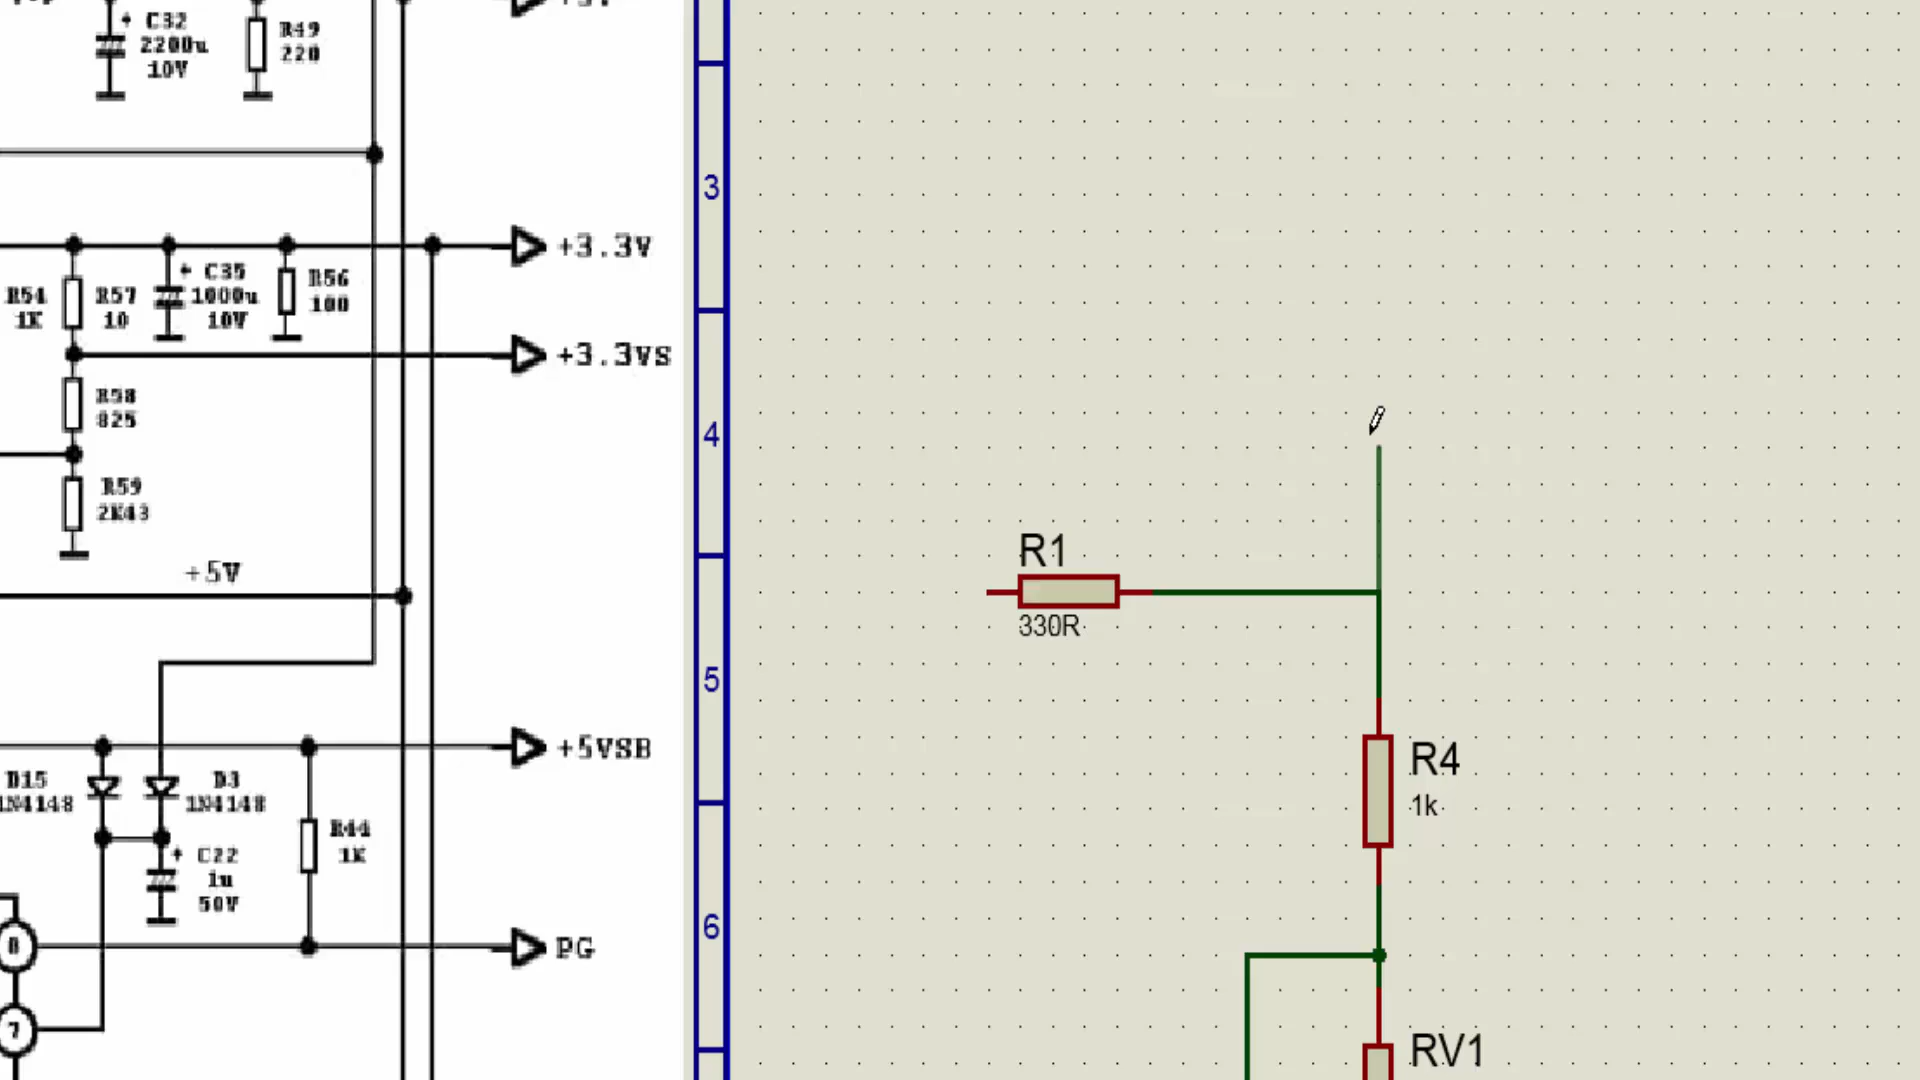 C32
2200u
10V
R49
220
+3.3V
R54
1K
R57
10
C35
1000u
10V
R56
100
+3.3VS
R58
825
R59
2K43
+5V
+5VSB
D15
1N4148
D3
1N4148
C22
1u
50V
R44
1K
8
PG
7
3
4
5
6
R1
330R
R4
1k
RV1